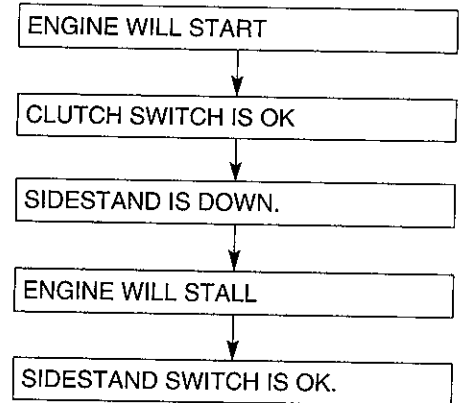 ENGINE WILL START
CLUTCH SWITCH IS OK
SIDESTAND IS DOWN.
ENGINE WILL STALL
SIDESTAND SWITCH IS OK.